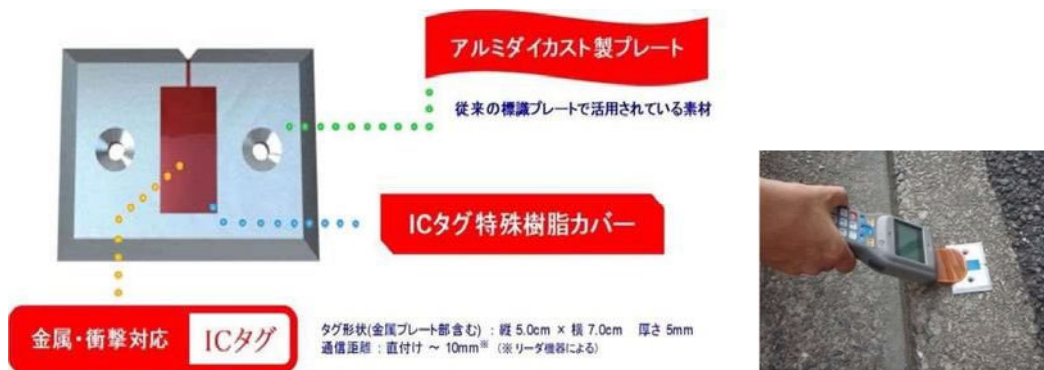 アルミダイカスト製プレート
従来の標識プレートで活用されている素材
ICタグ特殊樹脂カバー
金属・衝撃対応 ICタグ
タグ形状(金属プレート部含む) : 縦 5.0cm × 横 7.0cm 厚さ 5mm
通信距離 : 直付け ～ 10mm※ (※リーダ機器による)